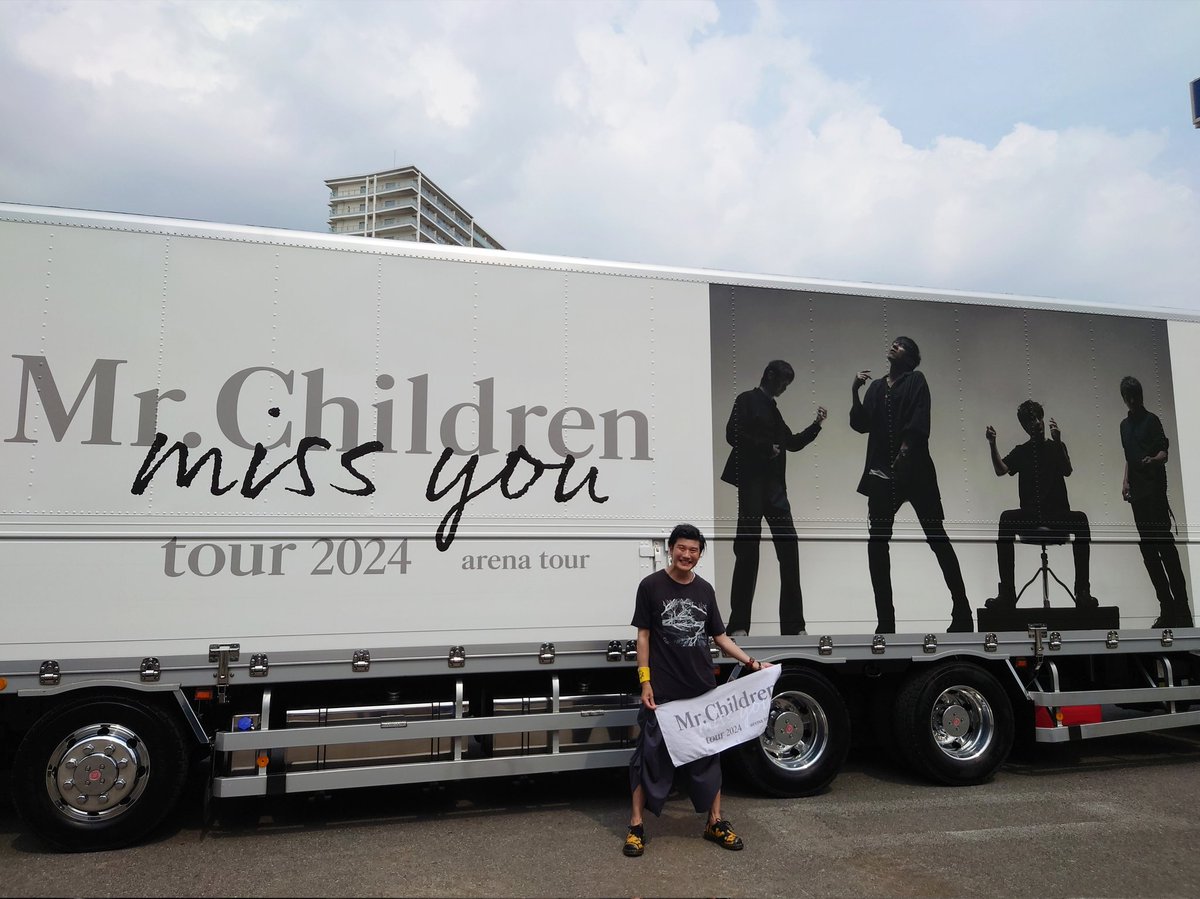 Mr.Children
miss you
tour 2024 arena tour
Mr.Children
tour 2024